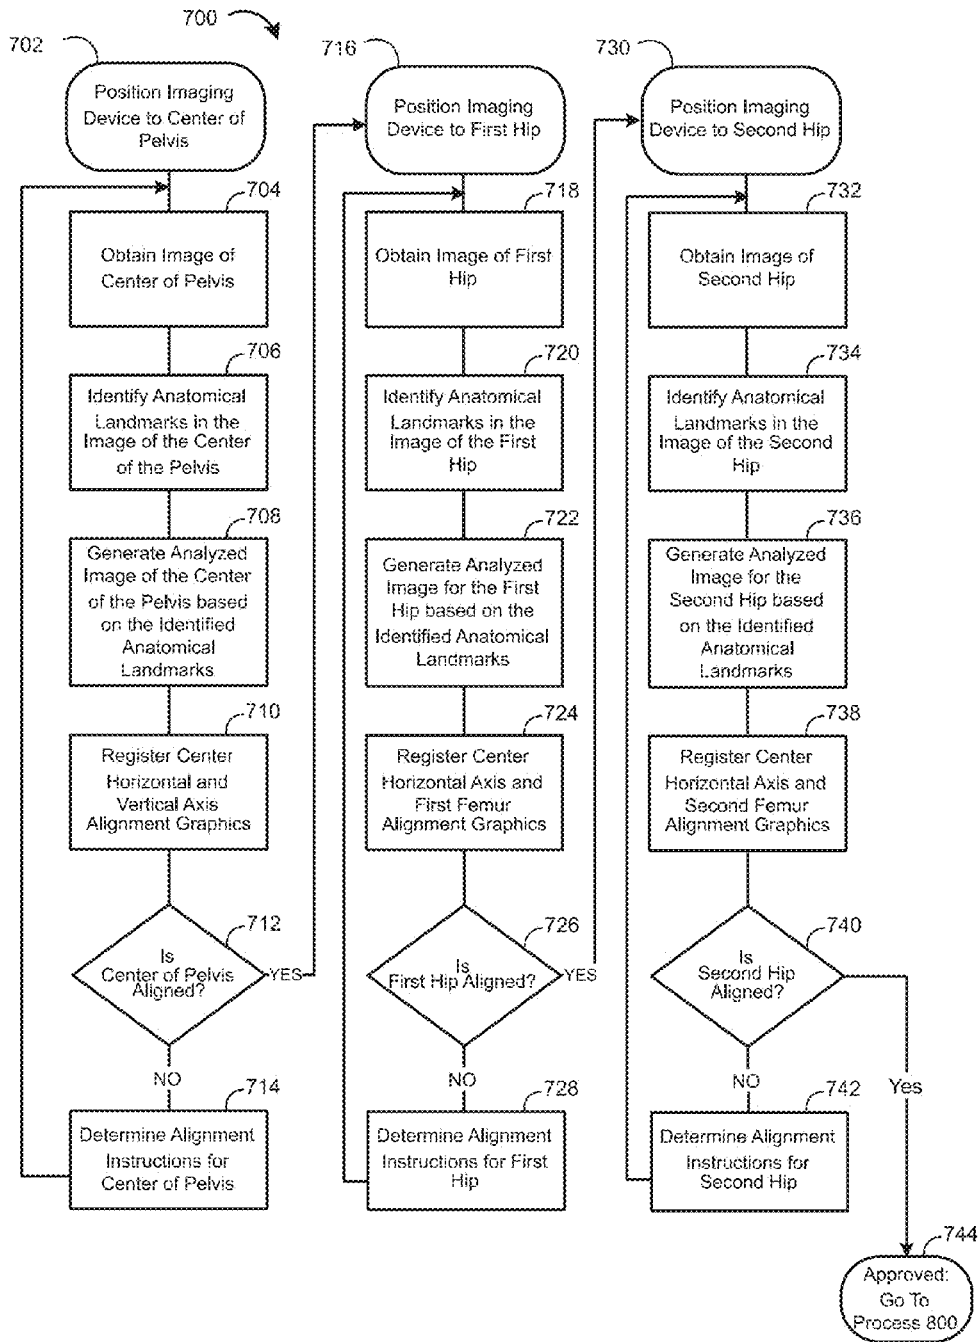 700
702
Position Imaging
Device to Center of
Pelvis
704
Obtain Image of
Center of Pelvis
706
Identify Anatomical
Landmarks in the
Image of the Center
of the Pelvis
708
Generate Analyzed
Image of the Center
of the Pelvis based
on the Identified
Anatomical
Landmarks
710
Register Center
Horizontal and
Vertical Axis
Alignment Graphics
712
Is
Center of Pelvis
Aligned?
YES
NO
714
Determine Alignment
Instructions for
Center of Pelvis
716
Position Imaging
Device to First Hip
718
Obtain Image of First
Hip
720
Identify Anatomical
Landmarks in the
Image of the First
Hip
722
Generate Analyzed
Image for the First
Hip based on the
Identified Anatomical
Landmarks
724
Register Center
Horizontal Axis and
First Femur
Alignment Graphics
726
Is
First Hip Aligned?
YES
NO
728
Determine Alignment
Instructions for First
Hip
730
Position Imaging
Device to Second Hip
732
Obtain Image of
Second Hip
734
Identify Anatomical
Landmarks in the
Image of the Second
Hip
736
Generate Analyzed
Image for the
Second Hip based
on the Identified
Anatomical
Landmarks
738
Register Center
Horizontal Axis and
Second Femur
Alignment Graphics
740
Is
Second Hip
Aligned?
Yes
NO
742
Determine Alignment
Instructions for
Second Hip
744
Approved:
Go To
Process 800